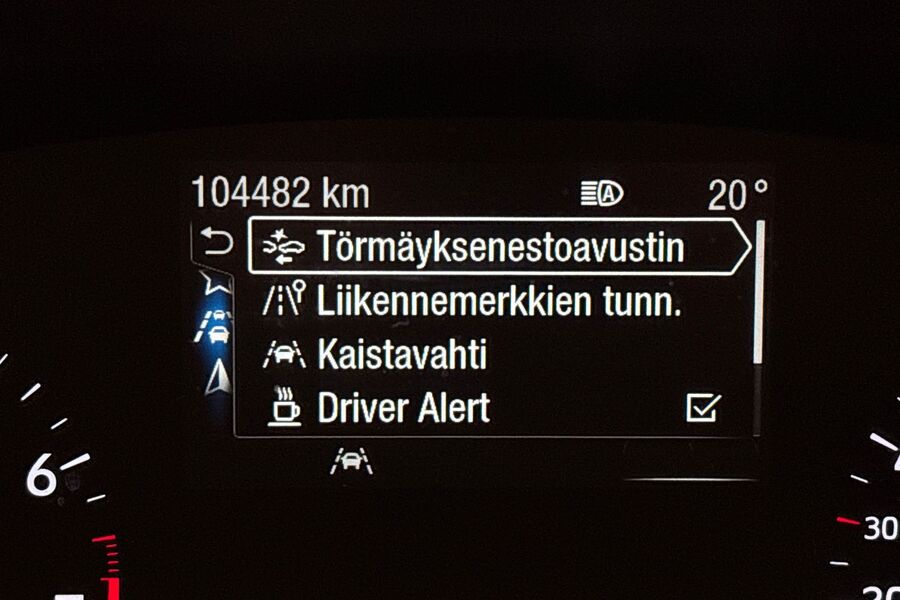 104482 km A 20°
Törmäyksenestoavustin
Liikennemerkkien tunn.
Kaistavahti
Driver Alert
6
30